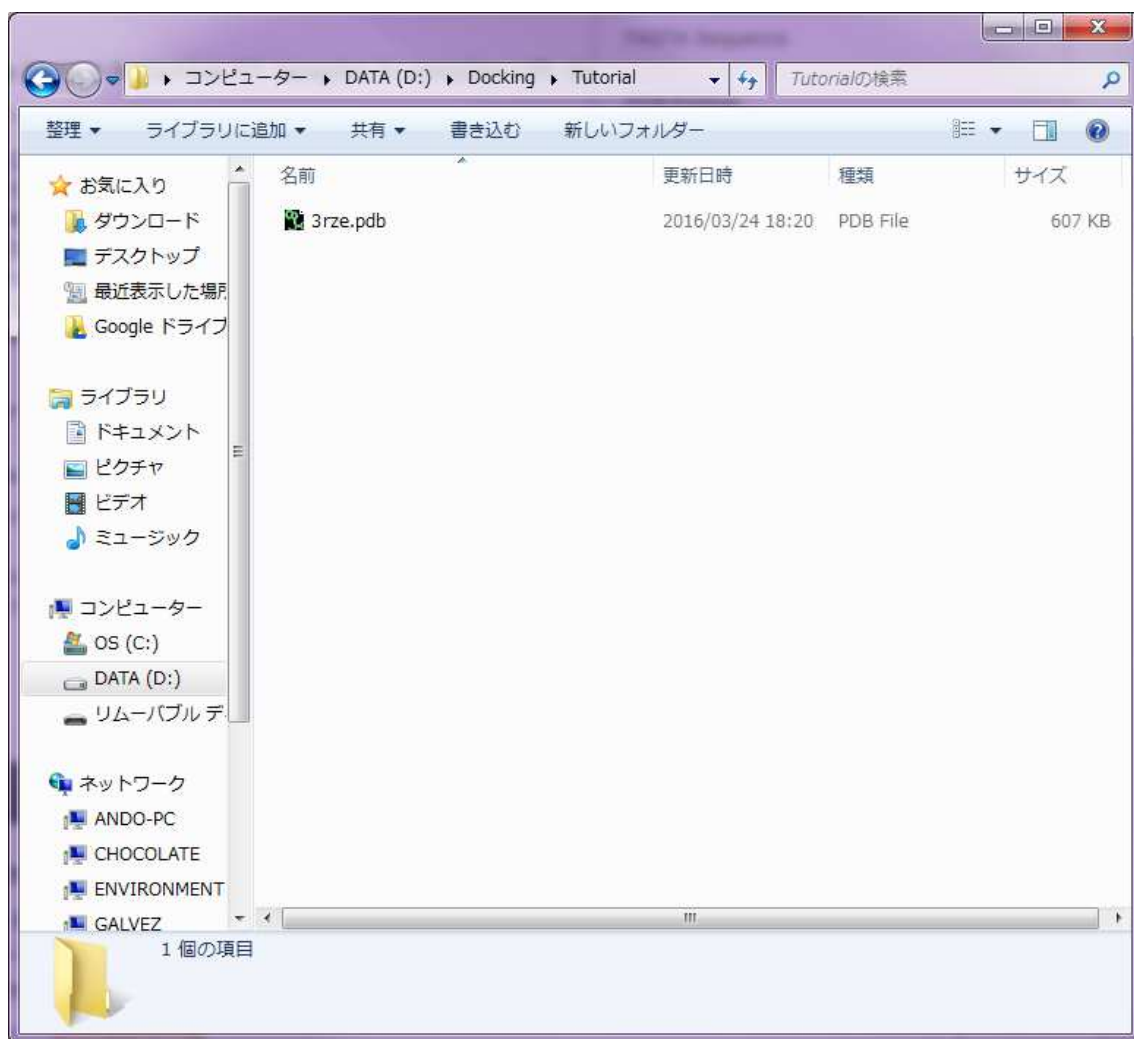 コンピューター DATA (D:) Docking Tutorial Tutorialの検索
整理 ライブラリに追加 共有 書き込む 新しいフォルダー
名前 更新日時 種類 サイズ
3rze.pdb 2016/03/24 18:20 PDB File 607 KB
お気に入り
ダウンロード
デスクトップ
最近表示した場所
Google ドライブ
ライブラリ
ドキュメント
ピクチャ
ビデオ
ミュージック
コンピューター
OS (C:)
DATA (D:)
リムーバブル デ
ネットワーク
ANDO-PC
CHOCOLATE
ENVIRONMENT
GALVEZ
1 個の項目